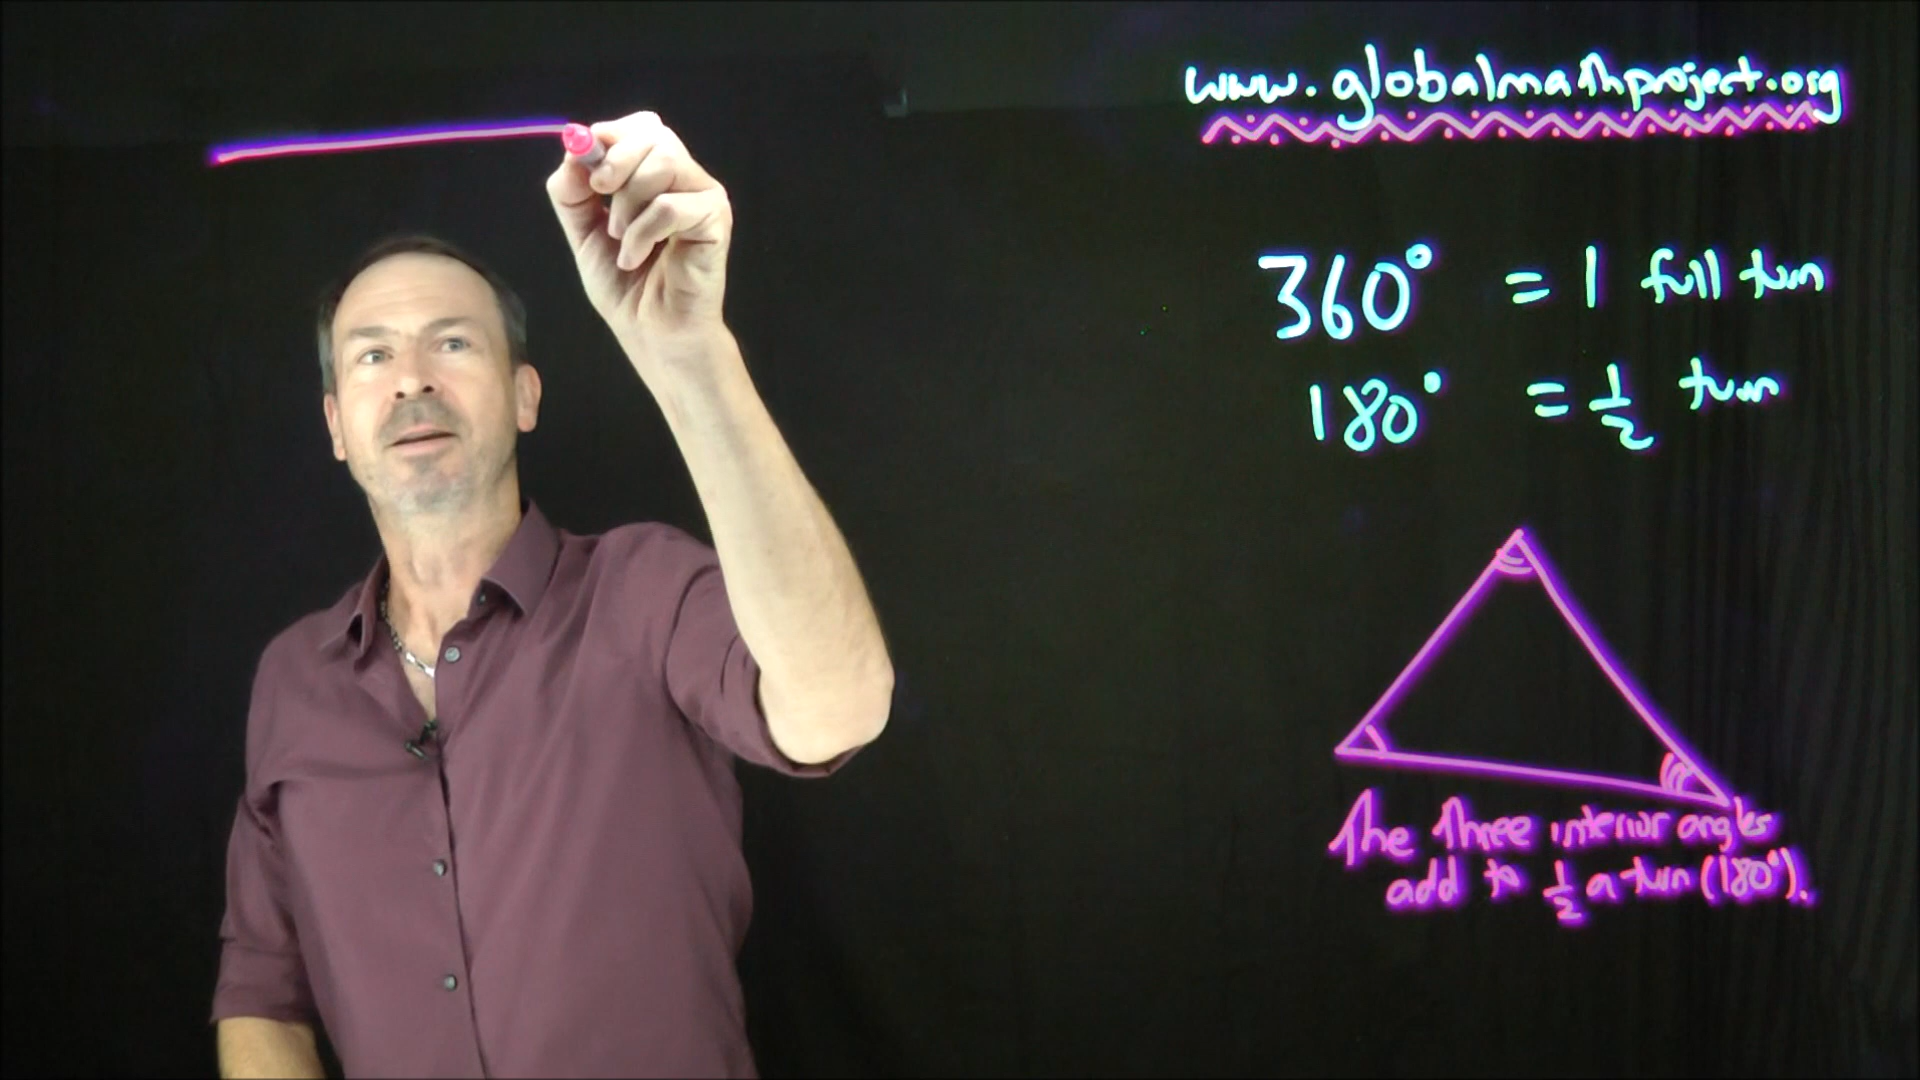 www.globalmathproject.org
360° = 1 full turn
180° = 1/2 turn
The three interior angles
add to 1/2 a turn (180°).